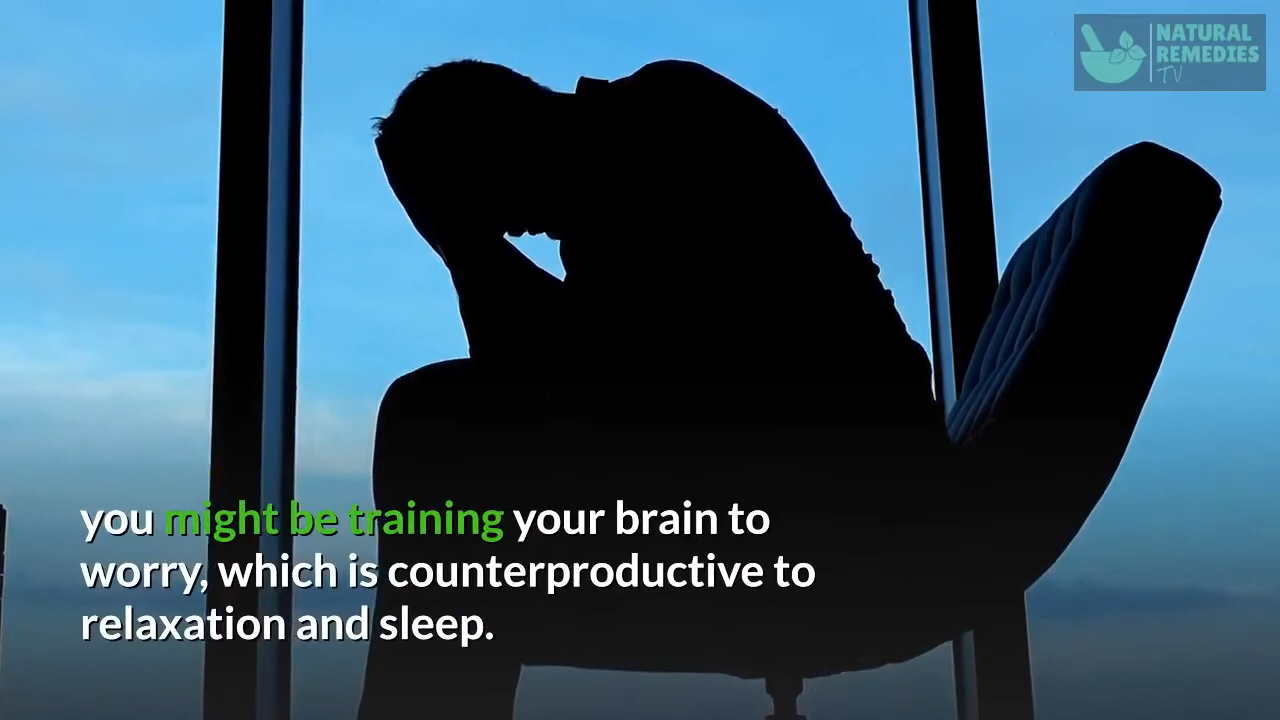 NATURAL
REMEDIES
TV
you might be training your brain to
worry, which is counterproductive to
relaxation and sleep.